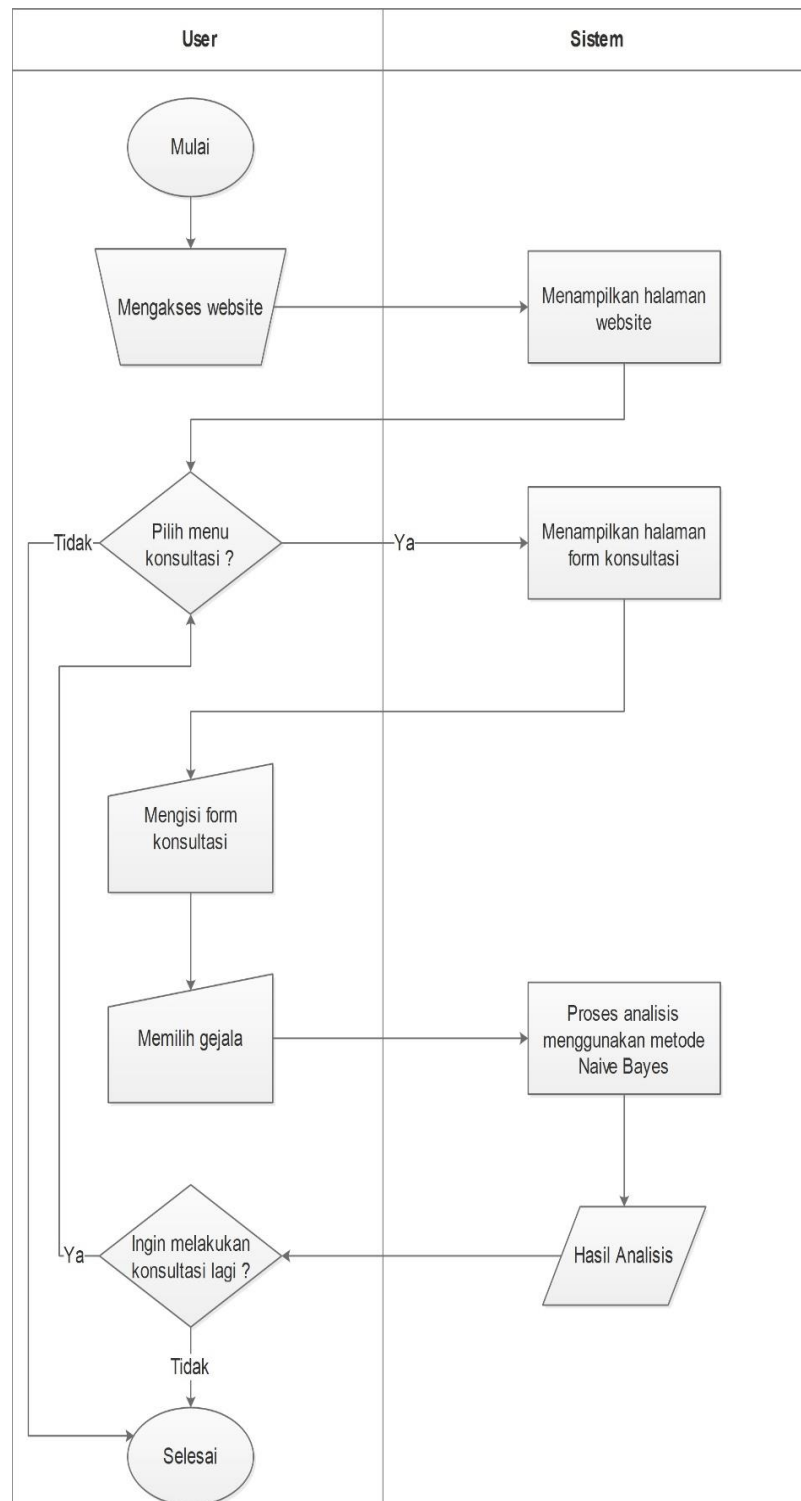 User
Sistem
Mulai
Mengakses website
Menampilkan halaman
website
Tidak
Pilih menu
konsultasi ?
Ya
Menampilkan halaman
form konsultasi
Mengisi form
konsultasi
Memilih gejala
Proses analisis
menggunakan metode
Naive Bayes
Ya
Ingin melakukan
konsultasi lagi ?
Hasil Analisis
Tidak
Selesai